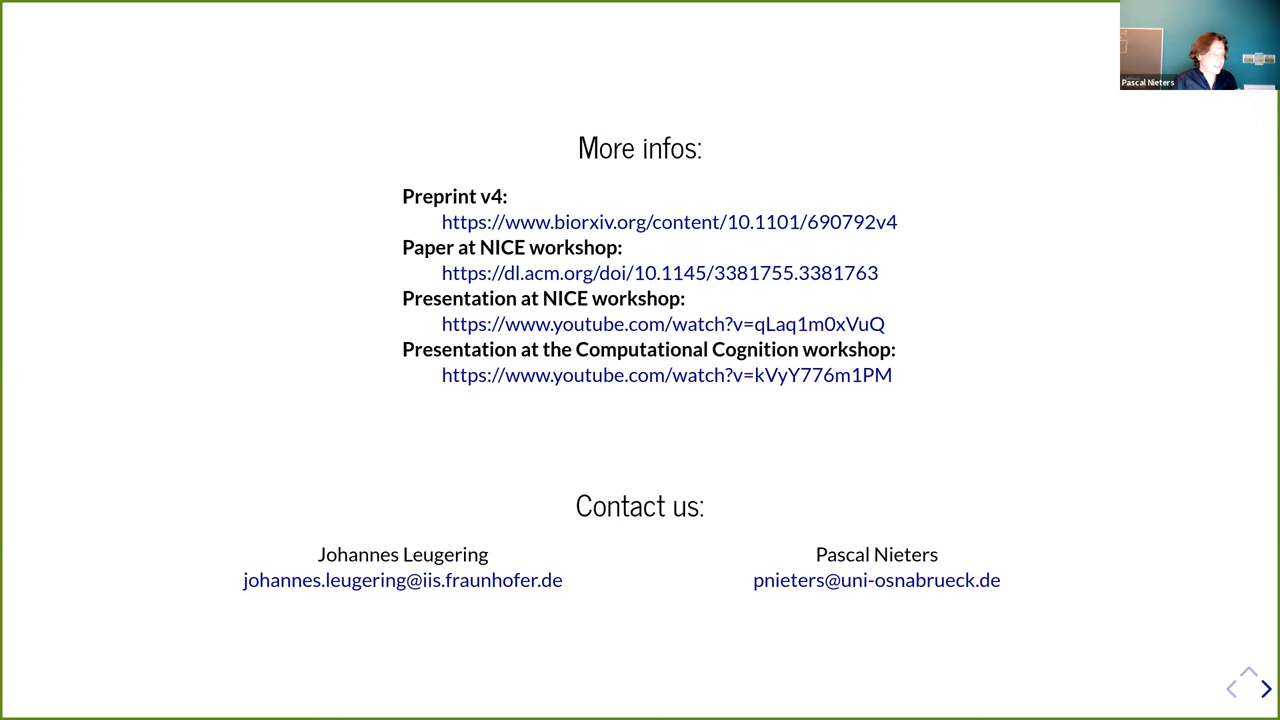 Pascal Nieters
More infos:
Preprint v4:
https://www.biorxiv.org/content/10.1101/690792v4
Paper at NICE workshop:
https://dl.acm.org/doi/10.1145/3381755.3381763
Presentation at NICE workshop:
https://www.youtube.com/watch?v=qLaq1m0xVuQ
Presentation at the Computational Cognition workshop:
https://www.youtube.com/watch?v=kVyY776m1PM
Contact us:
Johannes Leugering
johannes.leugering@iis.fraunhofer.de
Pascal Nieters
pnieters@uni-osnabrueck.de